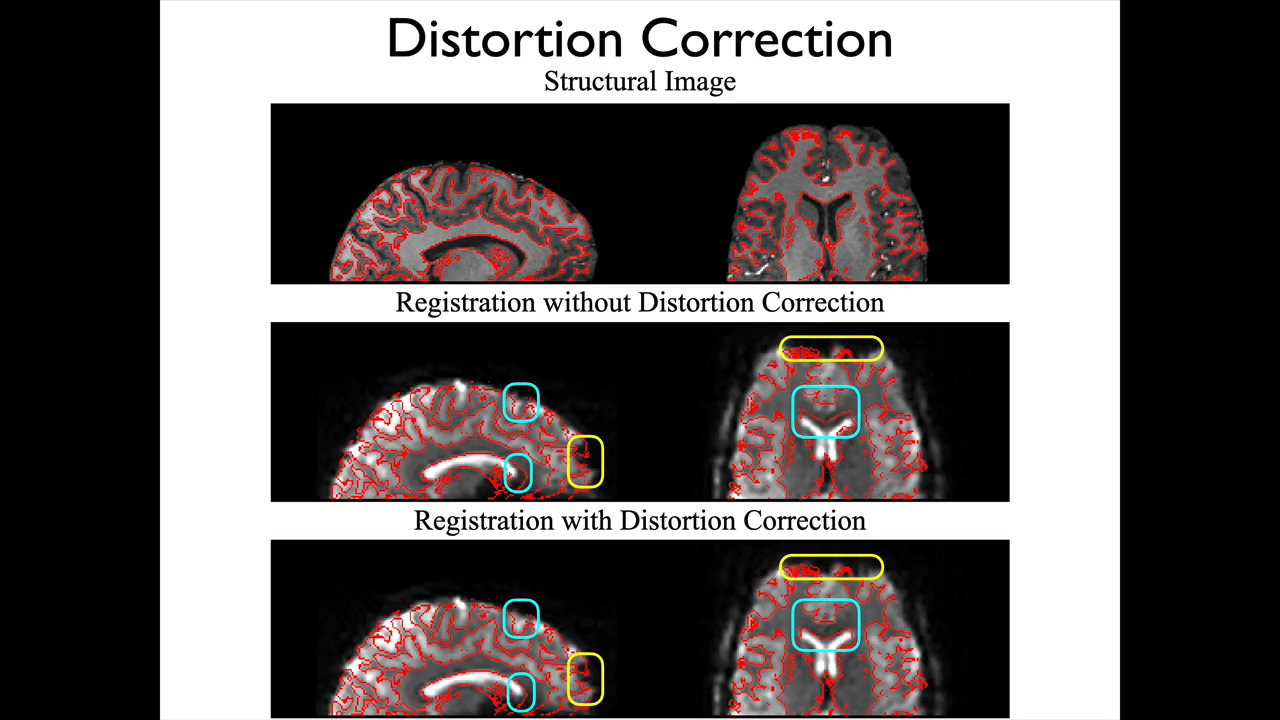 Distortion Correction
Structural Image
Registration without Distortion Correction
Registration with Distortion Correction